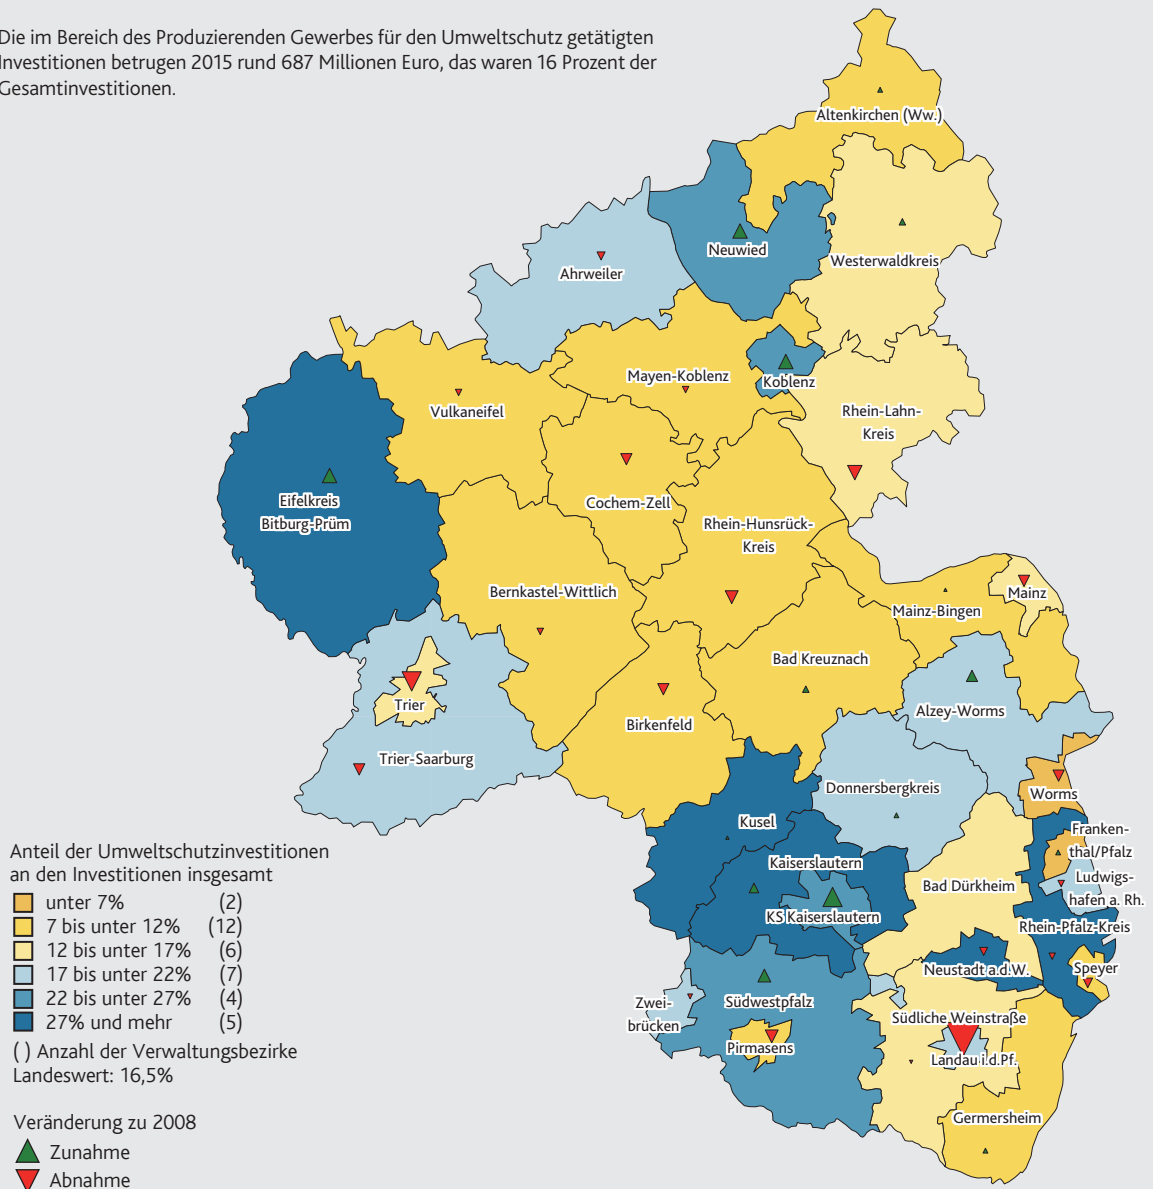 Die im Bereich des Produzierenden Gewerbes für den Umweltschutz getätigten
Investitionen betrugen 2015 rund 687 Millionen Euro, das waren 16 Prozent der
Gesamtinvestitionen.
Altenkirchen (Ww.)
Neuwied
Westerwaldkreis
Ahrweiler
Mayen-Koblenz
Koblenz
Vulkaneifel
Rhein-Lahn-
Kreis
Eifelkreis
Bitburg-Prüm
Cochem-Zell
Rhein-Hunsrück-
Kreis
Bernkastel-Wittlich
Mainz
Mainz-Bingen
Bad Kreuznach
Trier
Alzey-Worms
Birkenfeld
Trier-Saarburg
Donnersbergkreis
Worms
Kusel
Franken-
thal/Pfalz
Kaiserslautern
Ludwigs-
hafen a. Rh.
Bad Dürkheim
KS Kaiserslautern
Rhein-Pfalz-Kreis
Neustadt a.d.W.
Speyer
Zwei-
brücken
Südwestpfalz
Südliche Weinstraße
Pirmasens
Landau i.d.Pf.
Germersheim
Anteil der Umweltschutzinvestitionen
an den Investitionen insgesamt
unter 7% (2)
7 bis unter 12% (12)
12 bis unter 17% (6)
17 bis unter 22% (7)
22 bis unter 27% (4)
27% und mehr (5)
( ) Anzahl der Verwaltungsbezirke
Landeswert: 16,5%
Veränderung zu 2008
Zunahme
Abnahme